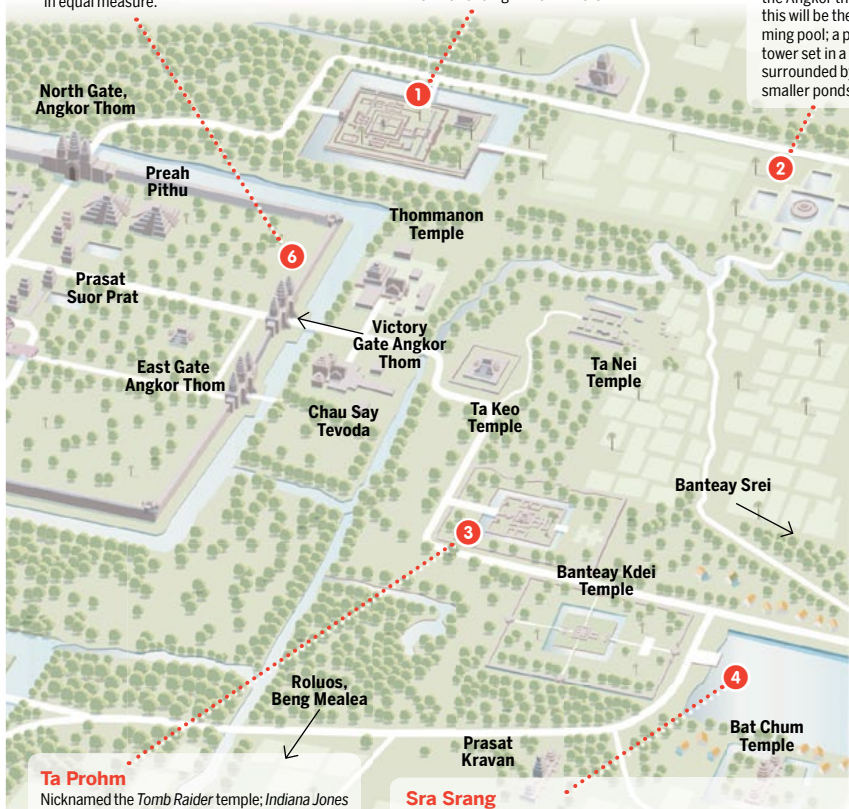 in equal measure.
the Angkor th
this will be the
ming pool; a p
tower set in a
surrounded by
smaller ponds
1
North Gate,
Angkor Thom
2
Preah
Pithu
Thommanon
Temple
6
Prasat
Suor Prat
Victory
Gate Angkor
Thom
Ta Nei
Temple
East Gate
Angkor Thom
Chau Say
Tevoda
Ta Keo
Temple
Banteay Srei
3
Banteay Kdei
Temple
Roluos,
Beng Mealea
4
Bat Chum
Temple
Prasat
Kravan
Ta Prohm
Nicknamed the Tomb Raider temple; Indiana Jones
Sra Srang